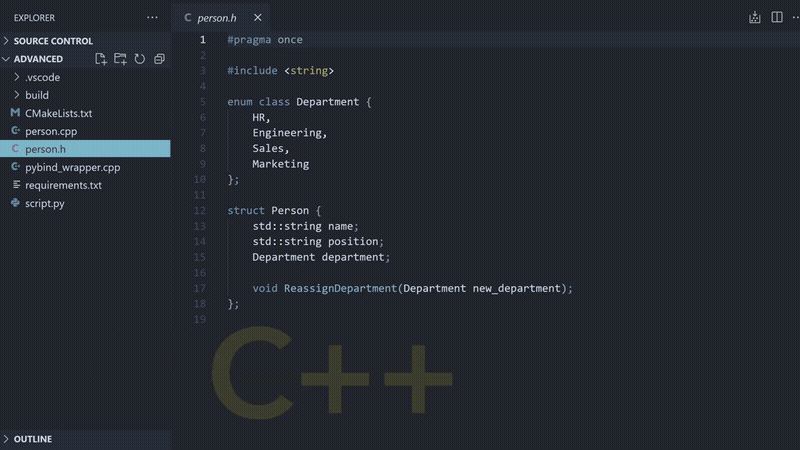 EXPLORER
SOURCE CONTROL
ADVANCED
.vscode
build
CMakeLists.txt
person.cpp
person.h
pybind_wrapper.cpp
requirements.txt
script.py
OUTLINE
person.h
1 #pragma once
2
3 #include <string>
4
5 enum class Department {
6 HR,
7 Engineering,
8 Sales,
9 Marketing
10 };
11
12 struct Person {
13 std::string name;
14 std::string position;
15 Department department;
16
17 void ReassignDepartment(Department new_department);
18 };
19
C++